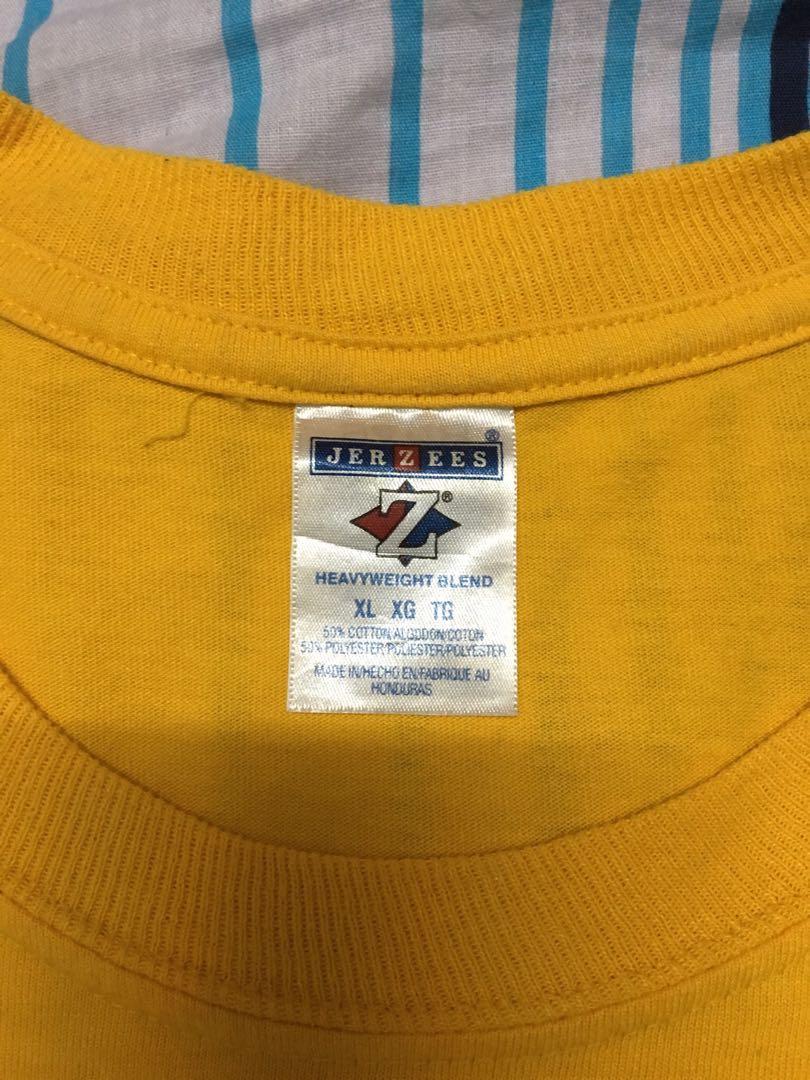 JERZEES®
Z®
HEAVYWEIGHT BLEND
XL XG TG
50% COTTON/ALGODON/COTON
50% POLYESTER/POLIESTER/POLYESTER
MADE IN/HECHO EN/FABRIQUE AU
HONDURAS